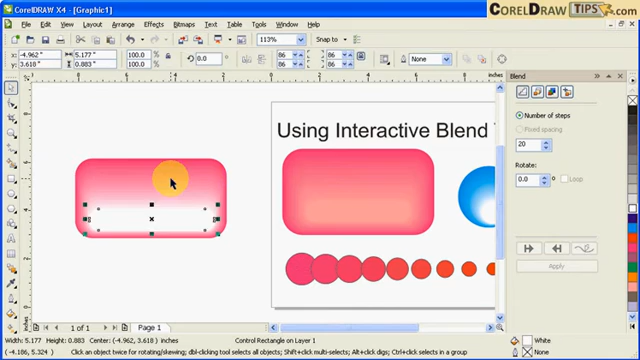 CorelDRAW X4 - [Graphic1]
CORELDRAW TIPS.com
File Edit View Layout Arrange Effects Bitmaps Text Table Tools Window Help
113% Snap to
x: -4.962 " 5.177 " 100.0 % 0.0 ° 86 86 86 86 None
y: 3.618 " 0.883 " 100.0 %
inches
Blend
Number of steps
Fixed spacing
20
Rotate:
0.0 ° Loop
Apply
Using Interactive Blend
1 of 1 Page 1
Width: 5.177 Height: 0.883 Center: (-4.962, 3.618) inches Control Rectangle on Layer 1 White
(-4.186, 5.324) Click an object twice for rotating/skewing; dbl-clicking tool selects all objects; Shift+click multi-selects; Alt+click digs; Ctrl+click selects in a group None